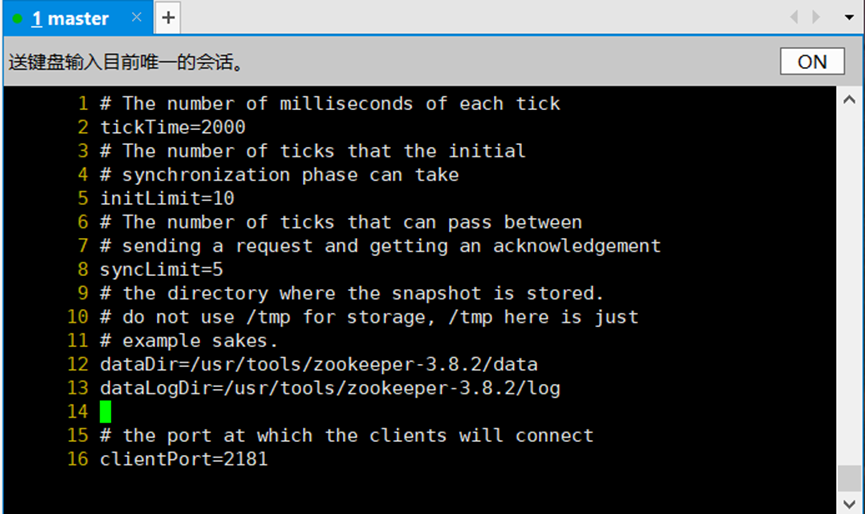 1 master × +
送键盘输入目前唯一的会话。 ON
1 # The number of milliseconds of each tick
2 tickTime=2000
3 # The number of ticks that the initial
4 # synchronization phase can take
5 initLimit=10
6 # The number of ticks that can pass between
7 # sending a request and getting an acknowledgement
8 syncLimit=5
9 # the directory where the snapshot is stored.
10 # do not use /tmp for storage, /tmp here is just
11 # example sakes.
12 dataDir=/usr/tools/zookeeper-3.8.2/data
13 dataLogDir=/usr/tools/zookeeper-3.8.2/log
14
15 # the port at which the clients will connect
16 clientPort=2181